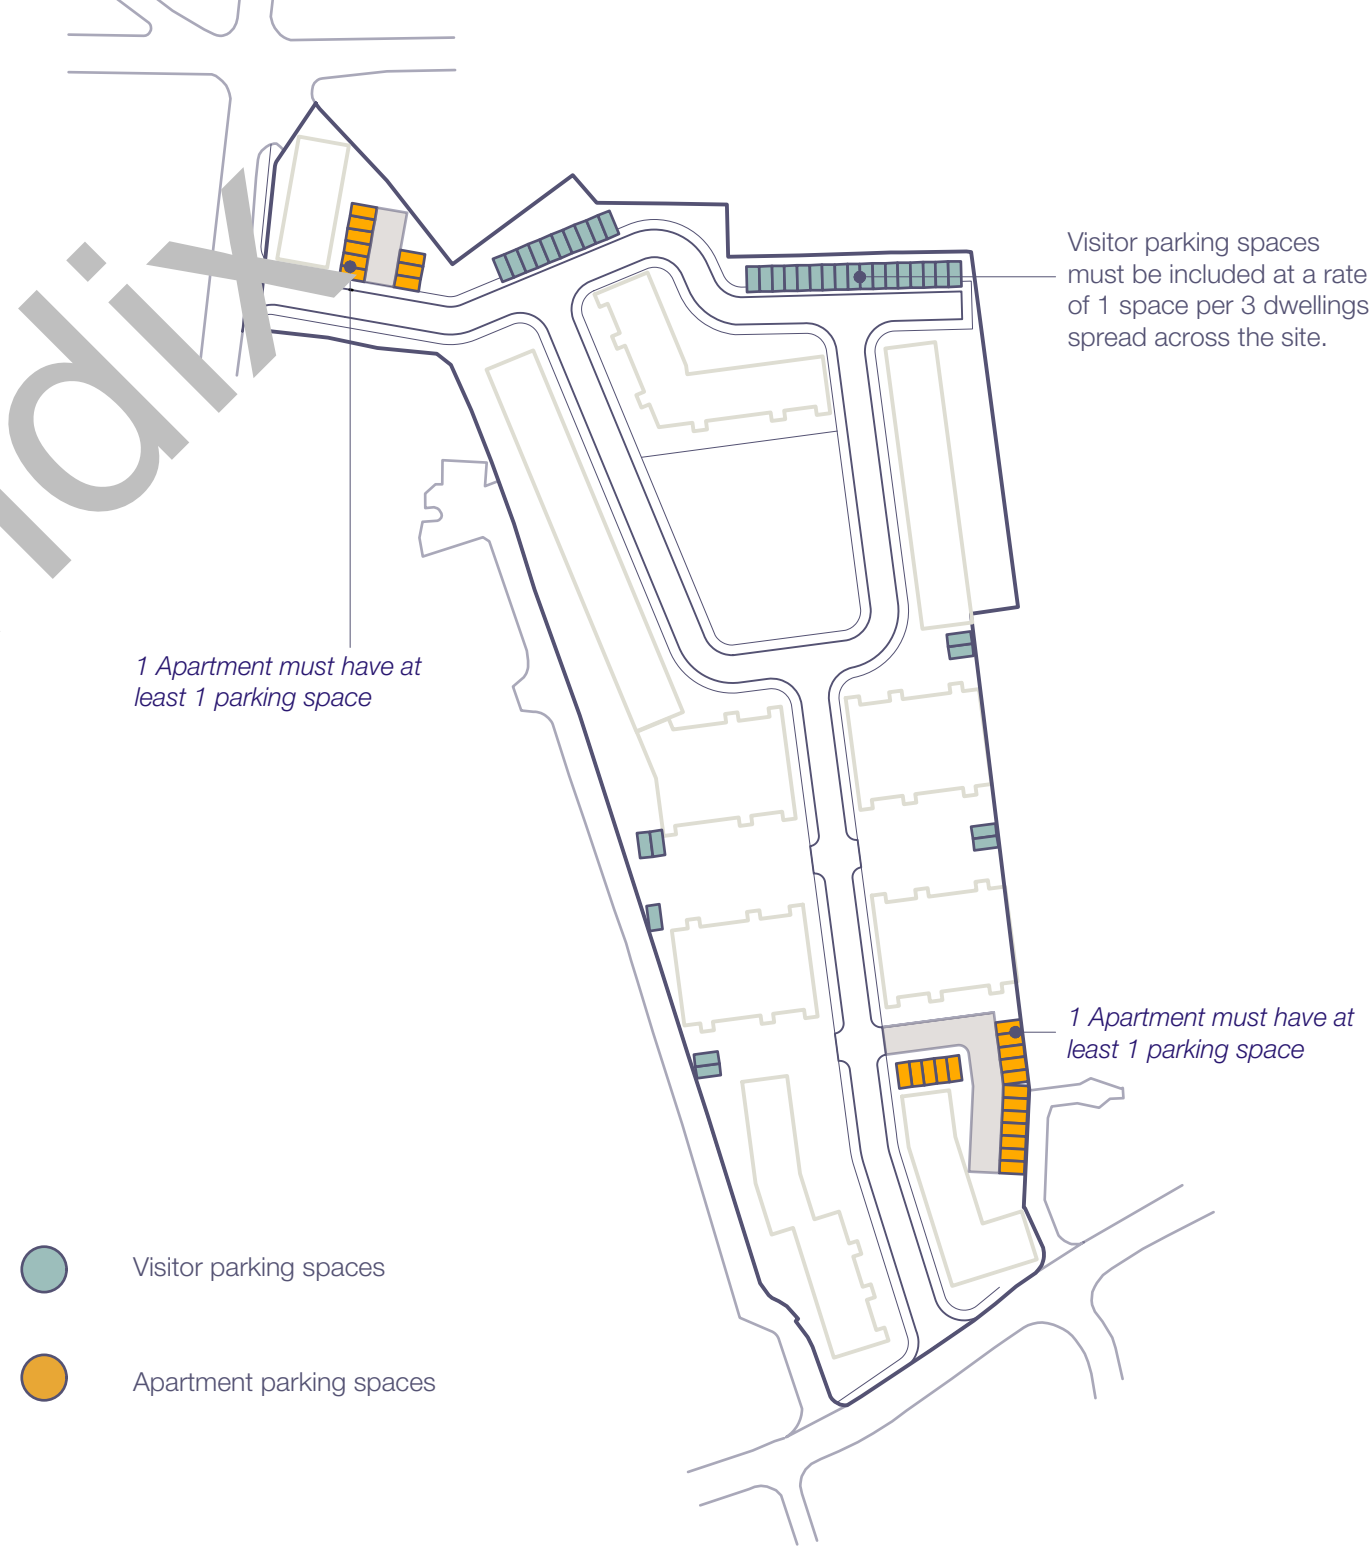 Visitor parking spaces
must be included at a rate
of 1 space per 3 dwellings
spread across the site.
1 Apartment must have at
least 1 parking space
1 Apartment must have at
least 1 parking space
Visitor parking spaces
Apartment parking spaces
dix